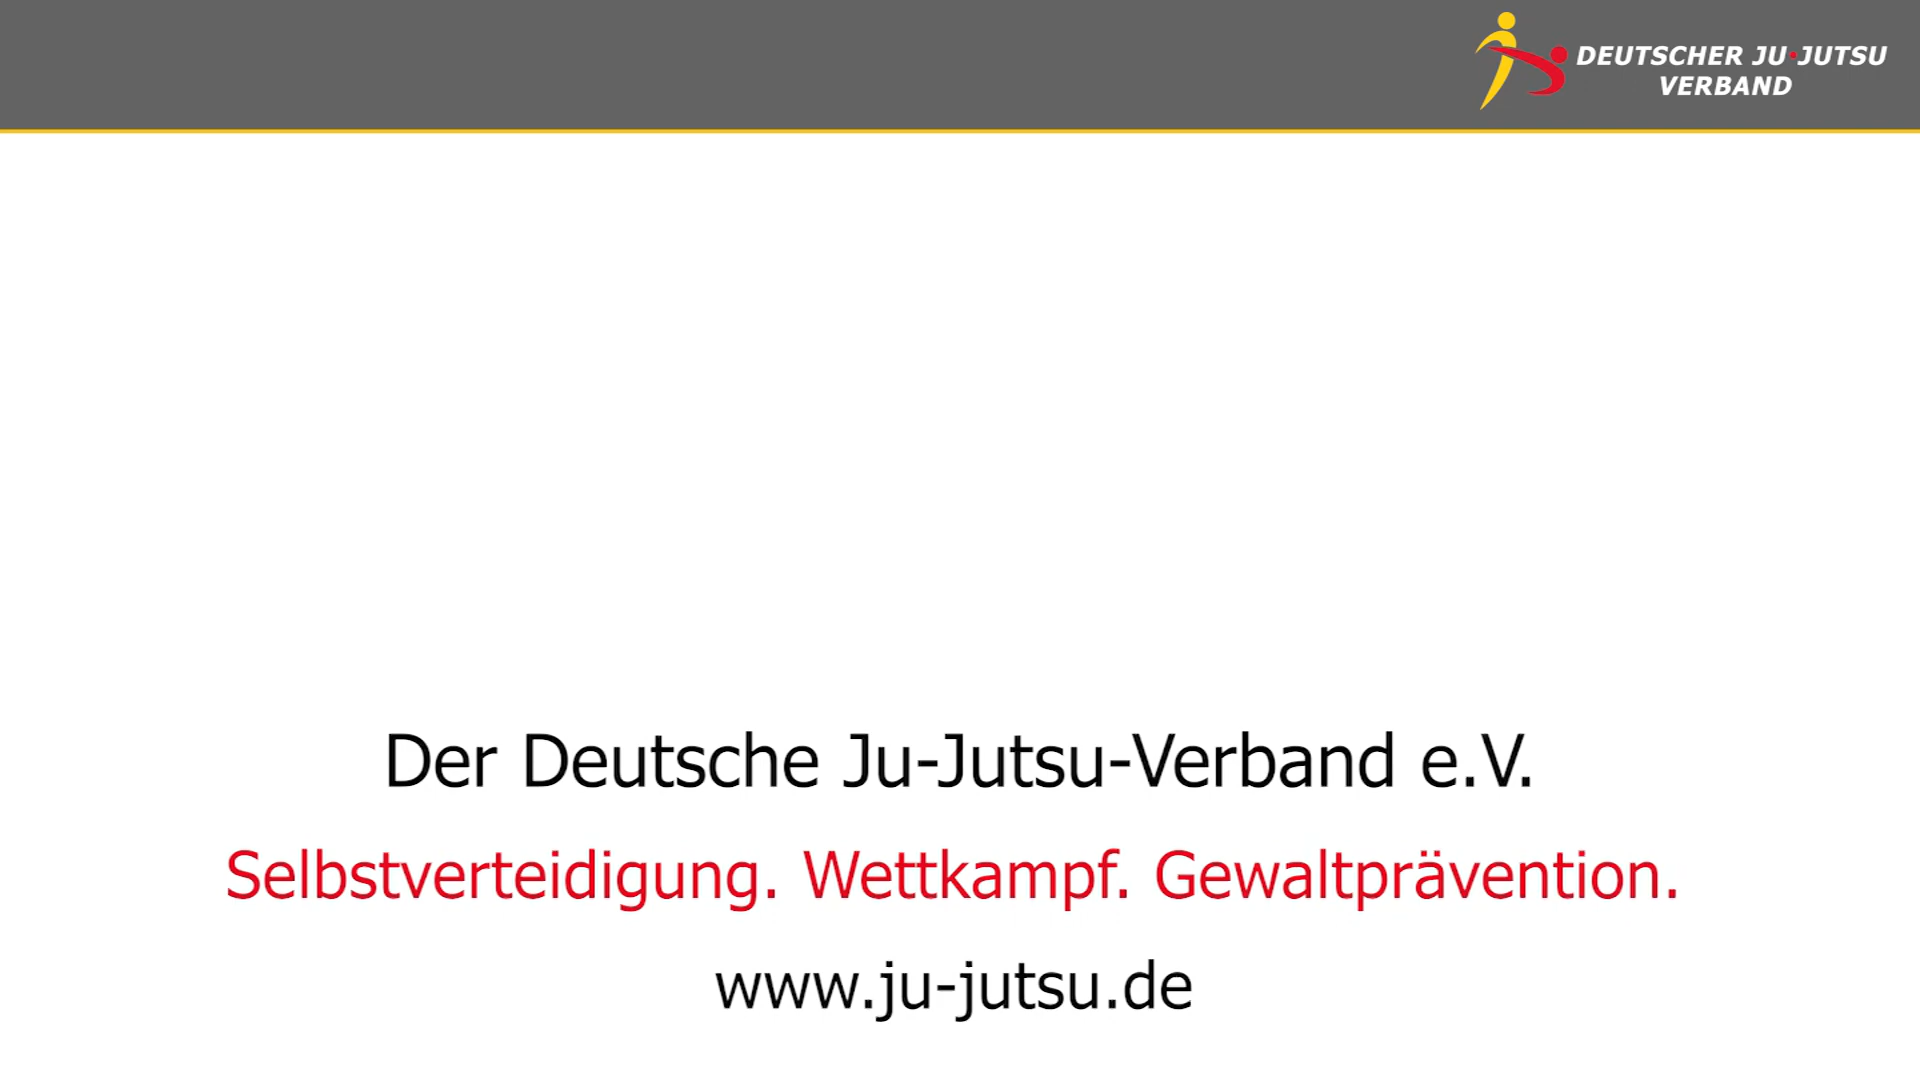 DEUTSCHER JU·JUTSU
VERBAND
Der Deutsche Ju-Jutsu-Verband e.V.
Selbstverteidigung. Wettkampf. Gewaltprävention.
www.ju-jutsu.de